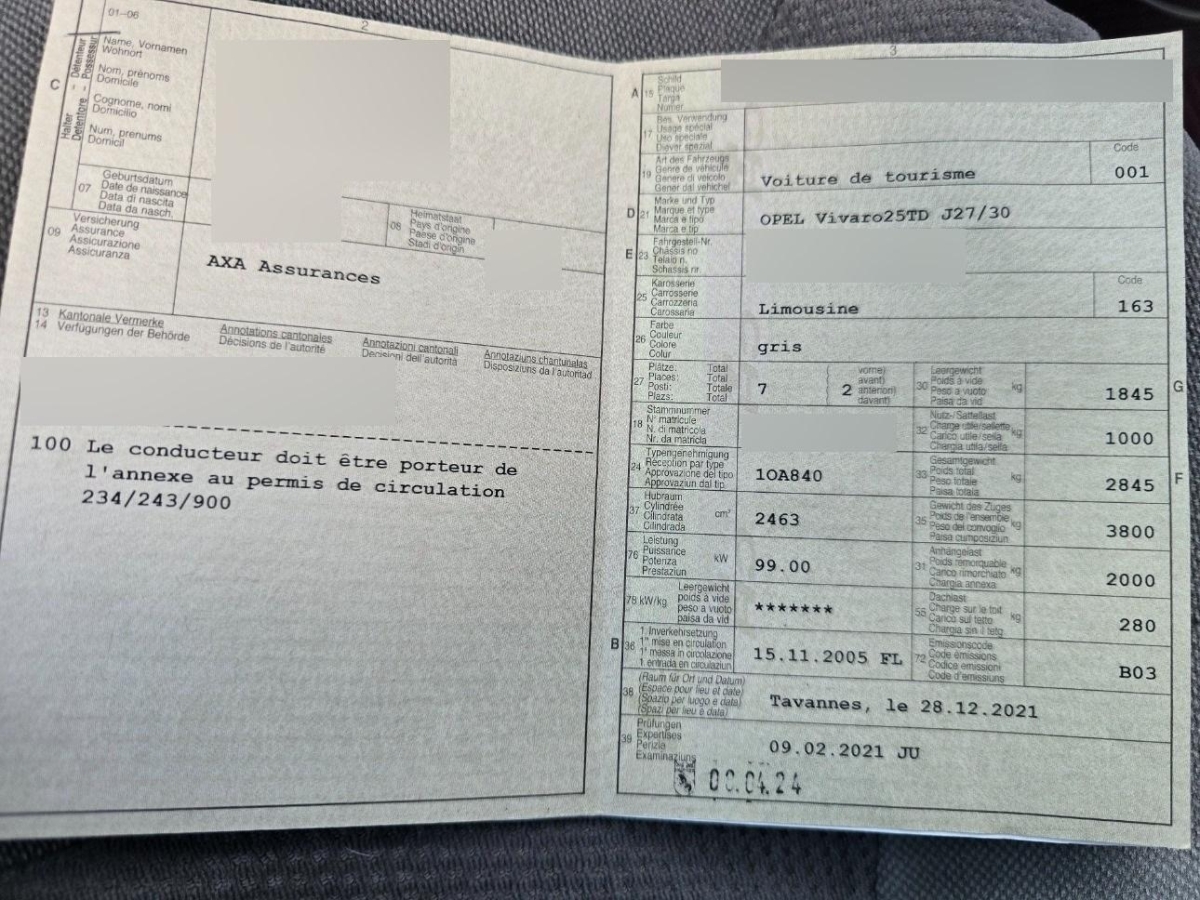 01–06
2
C
Halter
Detentore
Détenteur
Possessur
Name, Vornamen
Wohnort
Nom, prénoms
Domicile
Cognome, nomi
Domicilio
Num, prenums
Domicil
07
Geburtsdatum
Date de naissance
Data di nascita
Data da nasch.
08
Heimatstaat
Pays d'origine
Paese d'origine
Stadi d'origin
09
Versicherung
Assurance
Assicurazione
Assicuranza
AXA Assurances
13 Kantonale Vermerke
14 Verfügungen der Behörde
Annotations cantonales
Décisions de l'autorité
Annotazioni cantonali
Decisioni dell'autorità
Annotaziuns chantunalas
Disposiziuns da l'autoritad
100 Le conducteur doit être porteur de
l'annexe au permis de circulation
234/243/900
3
A 15
Schild
Plaque
Targa
Numer
17
Bes. Verwendung
Usage spécial
Uso speciale
Diever spezial
19
Art des Fahrzeugs
Genre de véhicule
Genere di veicolo
Gener dal vehichel
Voiture de tourisme
Code
001
D 21
Marke und Typ
Marque et type
Marca e tipo
Marca e tip
OPEL Vivaro25TD J27/30
E 23
Fahrgestell-Nr.
Châssis no
Telaio n.
Schassis nr.
25
Karosserie
Carrosserie
Carrozzeria
Carossaria
Limousine
Code
163
26
Farbe
Couleur
Colore
Colur
gris
27
Plätze: Total
Places: Total
Posti: Totale
Plazs: Total
7
2
vorne)
avant)
anteriori)
davant)
30
Leergewicht
Poids à vide
Peso a vuoto
Paisa da vid
kg
1845
G
18
Stammnummer
N° matricule
N. di matricola
Nr. da matricla
32
Nutz-/Sattellast
Charge utile/sellette
Carico utile/sella
Chargia utila/sella
kg
1000
24
Typengenehmigung
Réception par type
Approvazione del tipo
Approvaziun dal tip
1OA840
33
Gesamtgewicht
Poids total
Peso totale
Paisa totala
kg
2845
F
37
Hubraum
Cylindrée
Cilindrata
Cilindrada
cm³
2463
35
Gewicht des Zuges
Poids de l'ensemble
Peso del convoglio
Paisa cumposiziun
kg
3800
76
Leistung
Puissance
Potenza
Prestaziun
kW
99.00
31
Anhängelast
Poids remorquable
Carico rimorchiato
Chargia annexa
kg
2000
78 kW/kg
Leergewicht
poids à vide
peso a vuoto
paisa da vid
*******
55
Dachlast
Charge sur le toit
Carico sul tetto
Chargia sin il tetg
kg
280
B 36
1. Inverkehrsetzung
1re mise en circulation
1a messa in circolazione
1. entrada en circulaziun
15.11.2005 FL
72
Emissionscode
Code émissions
Codice emissioni
Code d'emissiuns
B03
38
(Raum für Ort und Datum)
(Espace pour lieu et date)
(Spazio per luogo e data)
(Spazi per lieu e data)
Tavannes, le 28.12.2021
39
Prüfungen
Expertises
Perizie
Examinaziuns
09.02.2021 JU